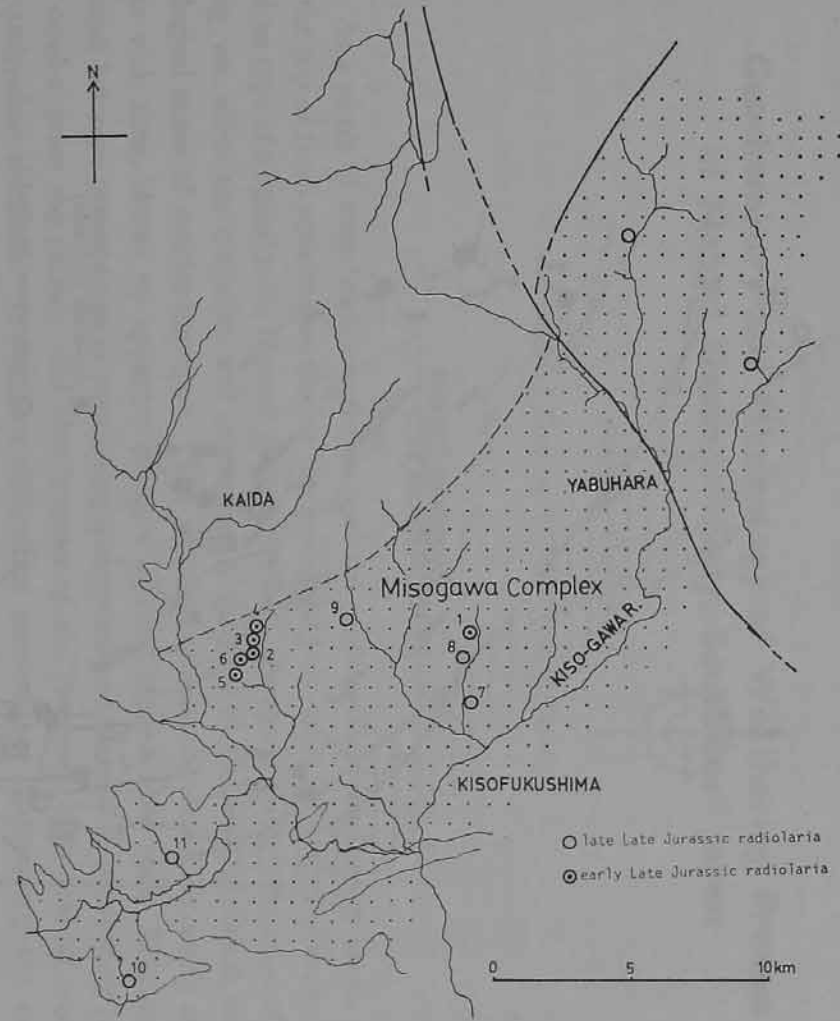 N
KAIDA
YABUHARA
Misogawa Complex
9
1
3
8
6
2
5
7
KISO-GAWA R.
KISOFUKUSHIMA
11
late Late Jurassic radiolaria
early Late Jurassic radiolaria
10
0 5 10km